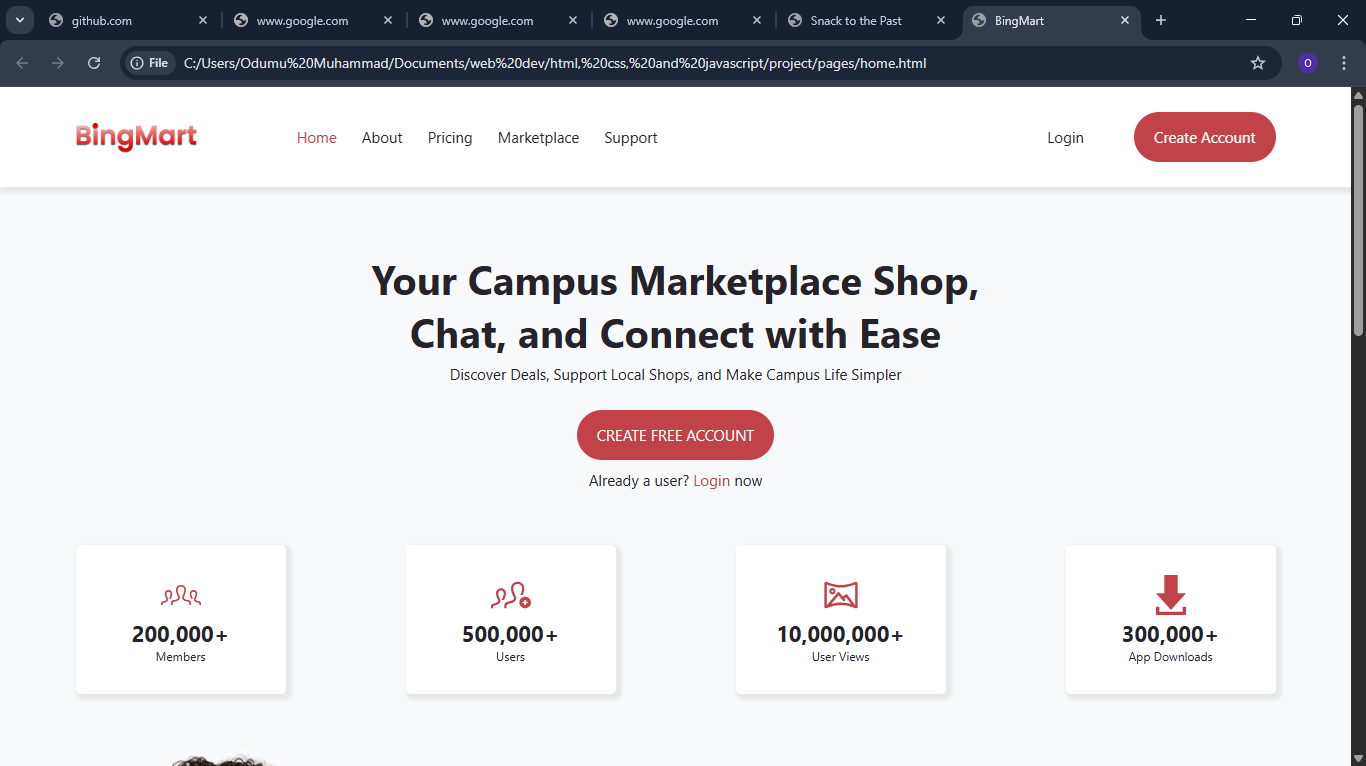 github.com
www.google.com
www.google.com
www.google.com
Snack to the Past
BingMart
File
C:/Users/Odumu%20Muhammad/Documents/web%20dev/html,%20css,%20and%20javascript/project/pages/home.html
O
BingMart
Home
About
Pricing
Marketplace
Support
Login
Create Account
Your Campus Marketplace Shop,
Chat, and Connect with Ease
Discover Deals, Support Local Shops, and Make Campus Life Simpler
CREATE FREE ACCOUNT
Already a user? Login now
200,000+
Members
500,000+
Users
10,000,000+
User Views
300,000+
App Downloads